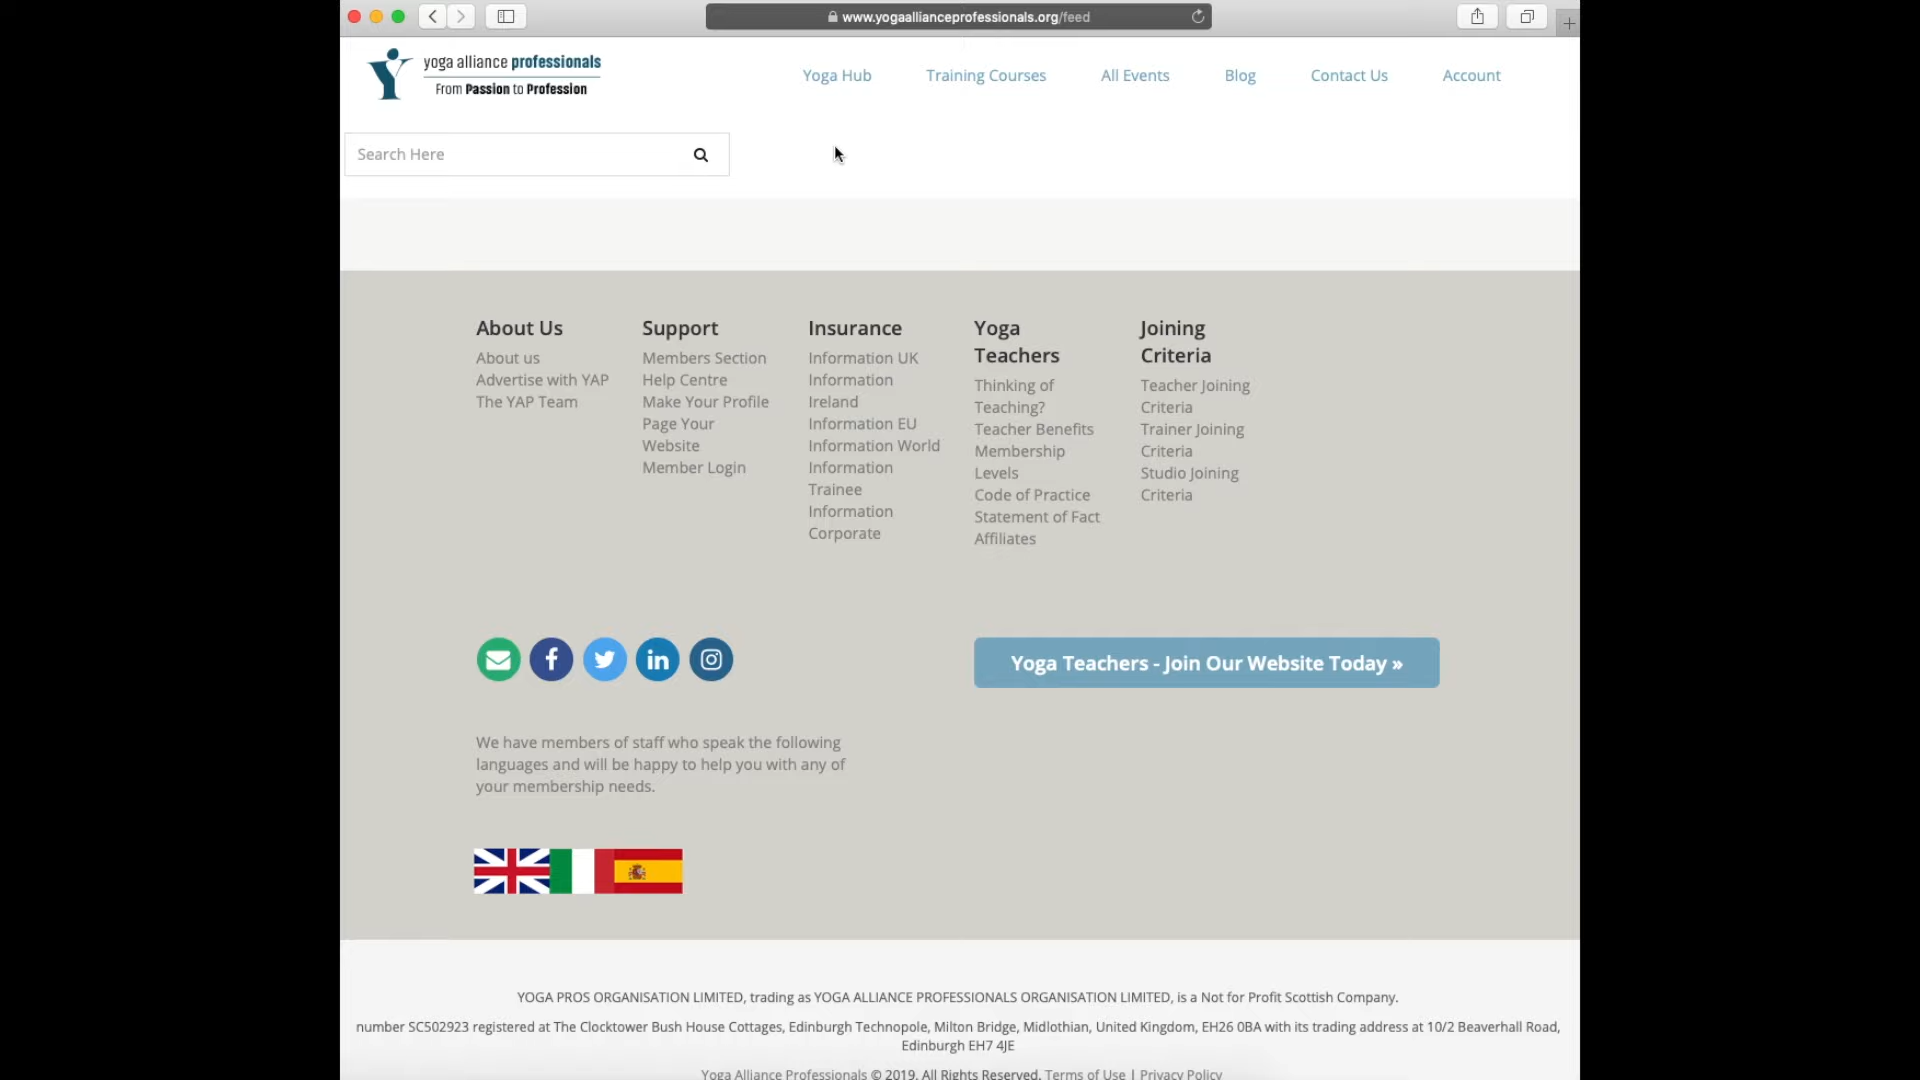 www.yogaallianceprofessionals.org/feed
yoga alliance professionals
From Passion to Profession
Yoga Hub
Training Courses
All Events
Blog
Contact Us
Account
Search Here
About Us
About us
Advertise with YAP
The YAP Team
Support
Members Section
Help Centre
Make Your Profile
Page Your
Website
Member Login
Insurance
Information UK
Information
Ireland
Information EU
Information World
Information
Trainee
Information
Corporate
Yoga
Teachers
Thinking of
Teaching?
Teacher Benefits
Membership
Levels
Code of Practice
Statement of Fact
Affiliates
Joining
Criteria
Teacher Joining
Criteria
Trainer Joining
Criteria
Studio Joining
Criteria
Yoga Teachers - Join Our Website Today »
We have members of staff who speak the following
languages and will be happy to help you with any of
your membership needs.
YOGA PROS ORGANISATION LIMITED, trading as YOGA ALLIANCE PROFESSIONALS ORGANISATION LIMITED, is a Not for Profit Scottish Company.
number SC502923 registered at The Clocktower Bush House Cottages, Edinburgh Technopole, Milton Bridge, Midlothian, United Kingdom, EH26 0BA with its trading address at 10/2 Beaverhall Road,
Edinburgh EH7 4JE
Yoga Alliance Professionals © 2019. All Rights Reserved. Terms of Use | Privacy Policy